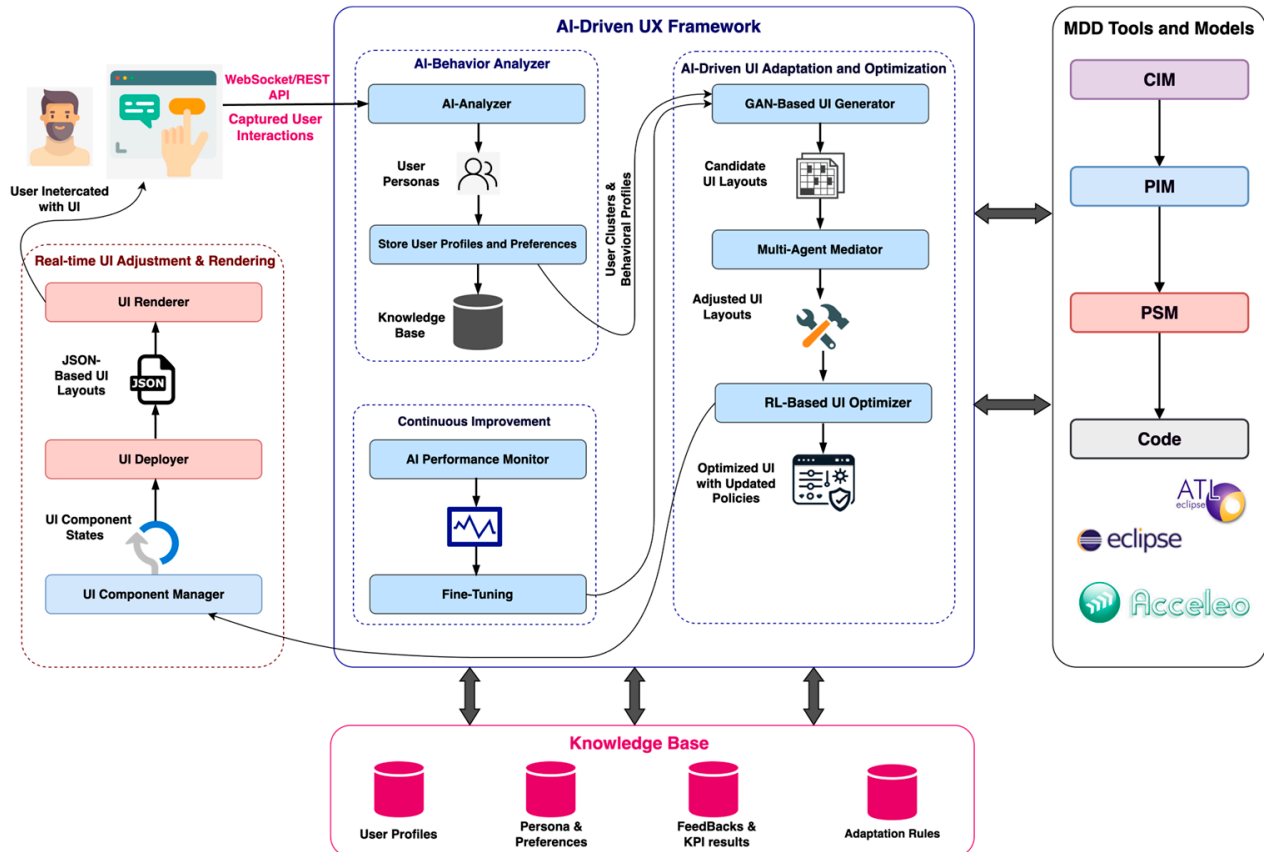 AI-Driven UX Framework
MDD Tools and Models
WebSocket/REST
API
Captured User
Interactions
User Inetercated
with UI
AI-Behavior Analyzer
AI-Analyzer
User
Personas
Store User Profiles and Preferences
Knowledge
Base
User Clusters &
Behavioral Profiles
AI-Driven UI Adaptation and Optimization
GAN-Based UI Generator
Candidate
UI Layouts
Multi-Agent Mediator
Adjusted UI
Layouts
RL-Based UI Optimizer
Optimized UI
with Updated
Policies
Continuous Improvement
AI Performance Monitor
Fine-Tuning
Real-time UI Adjustment & Rendering
UI Renderer
JSON-
Based UI
Layouts
JSON
UI Deployer
UI Component
States
UI Component Manager
CIM
PIM
PSM
Code
ATL
eclipse
eclipse
Acceleo
Knowledge Base
User Profiles
Persona &
Preferences
FeedBacks &
KPI results
Adaptation Rules